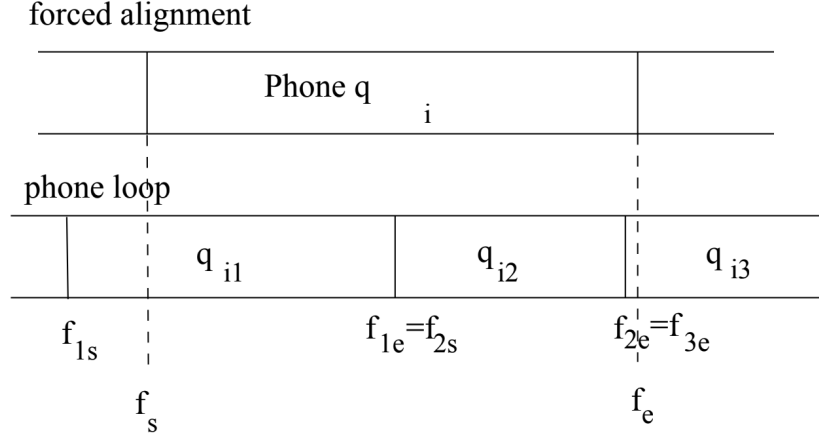 forced alignment
Phone q i
phone loop
q i1 q i2 q i3
f 1s f 1e =f 2s f 2e =f 3e
f s f e